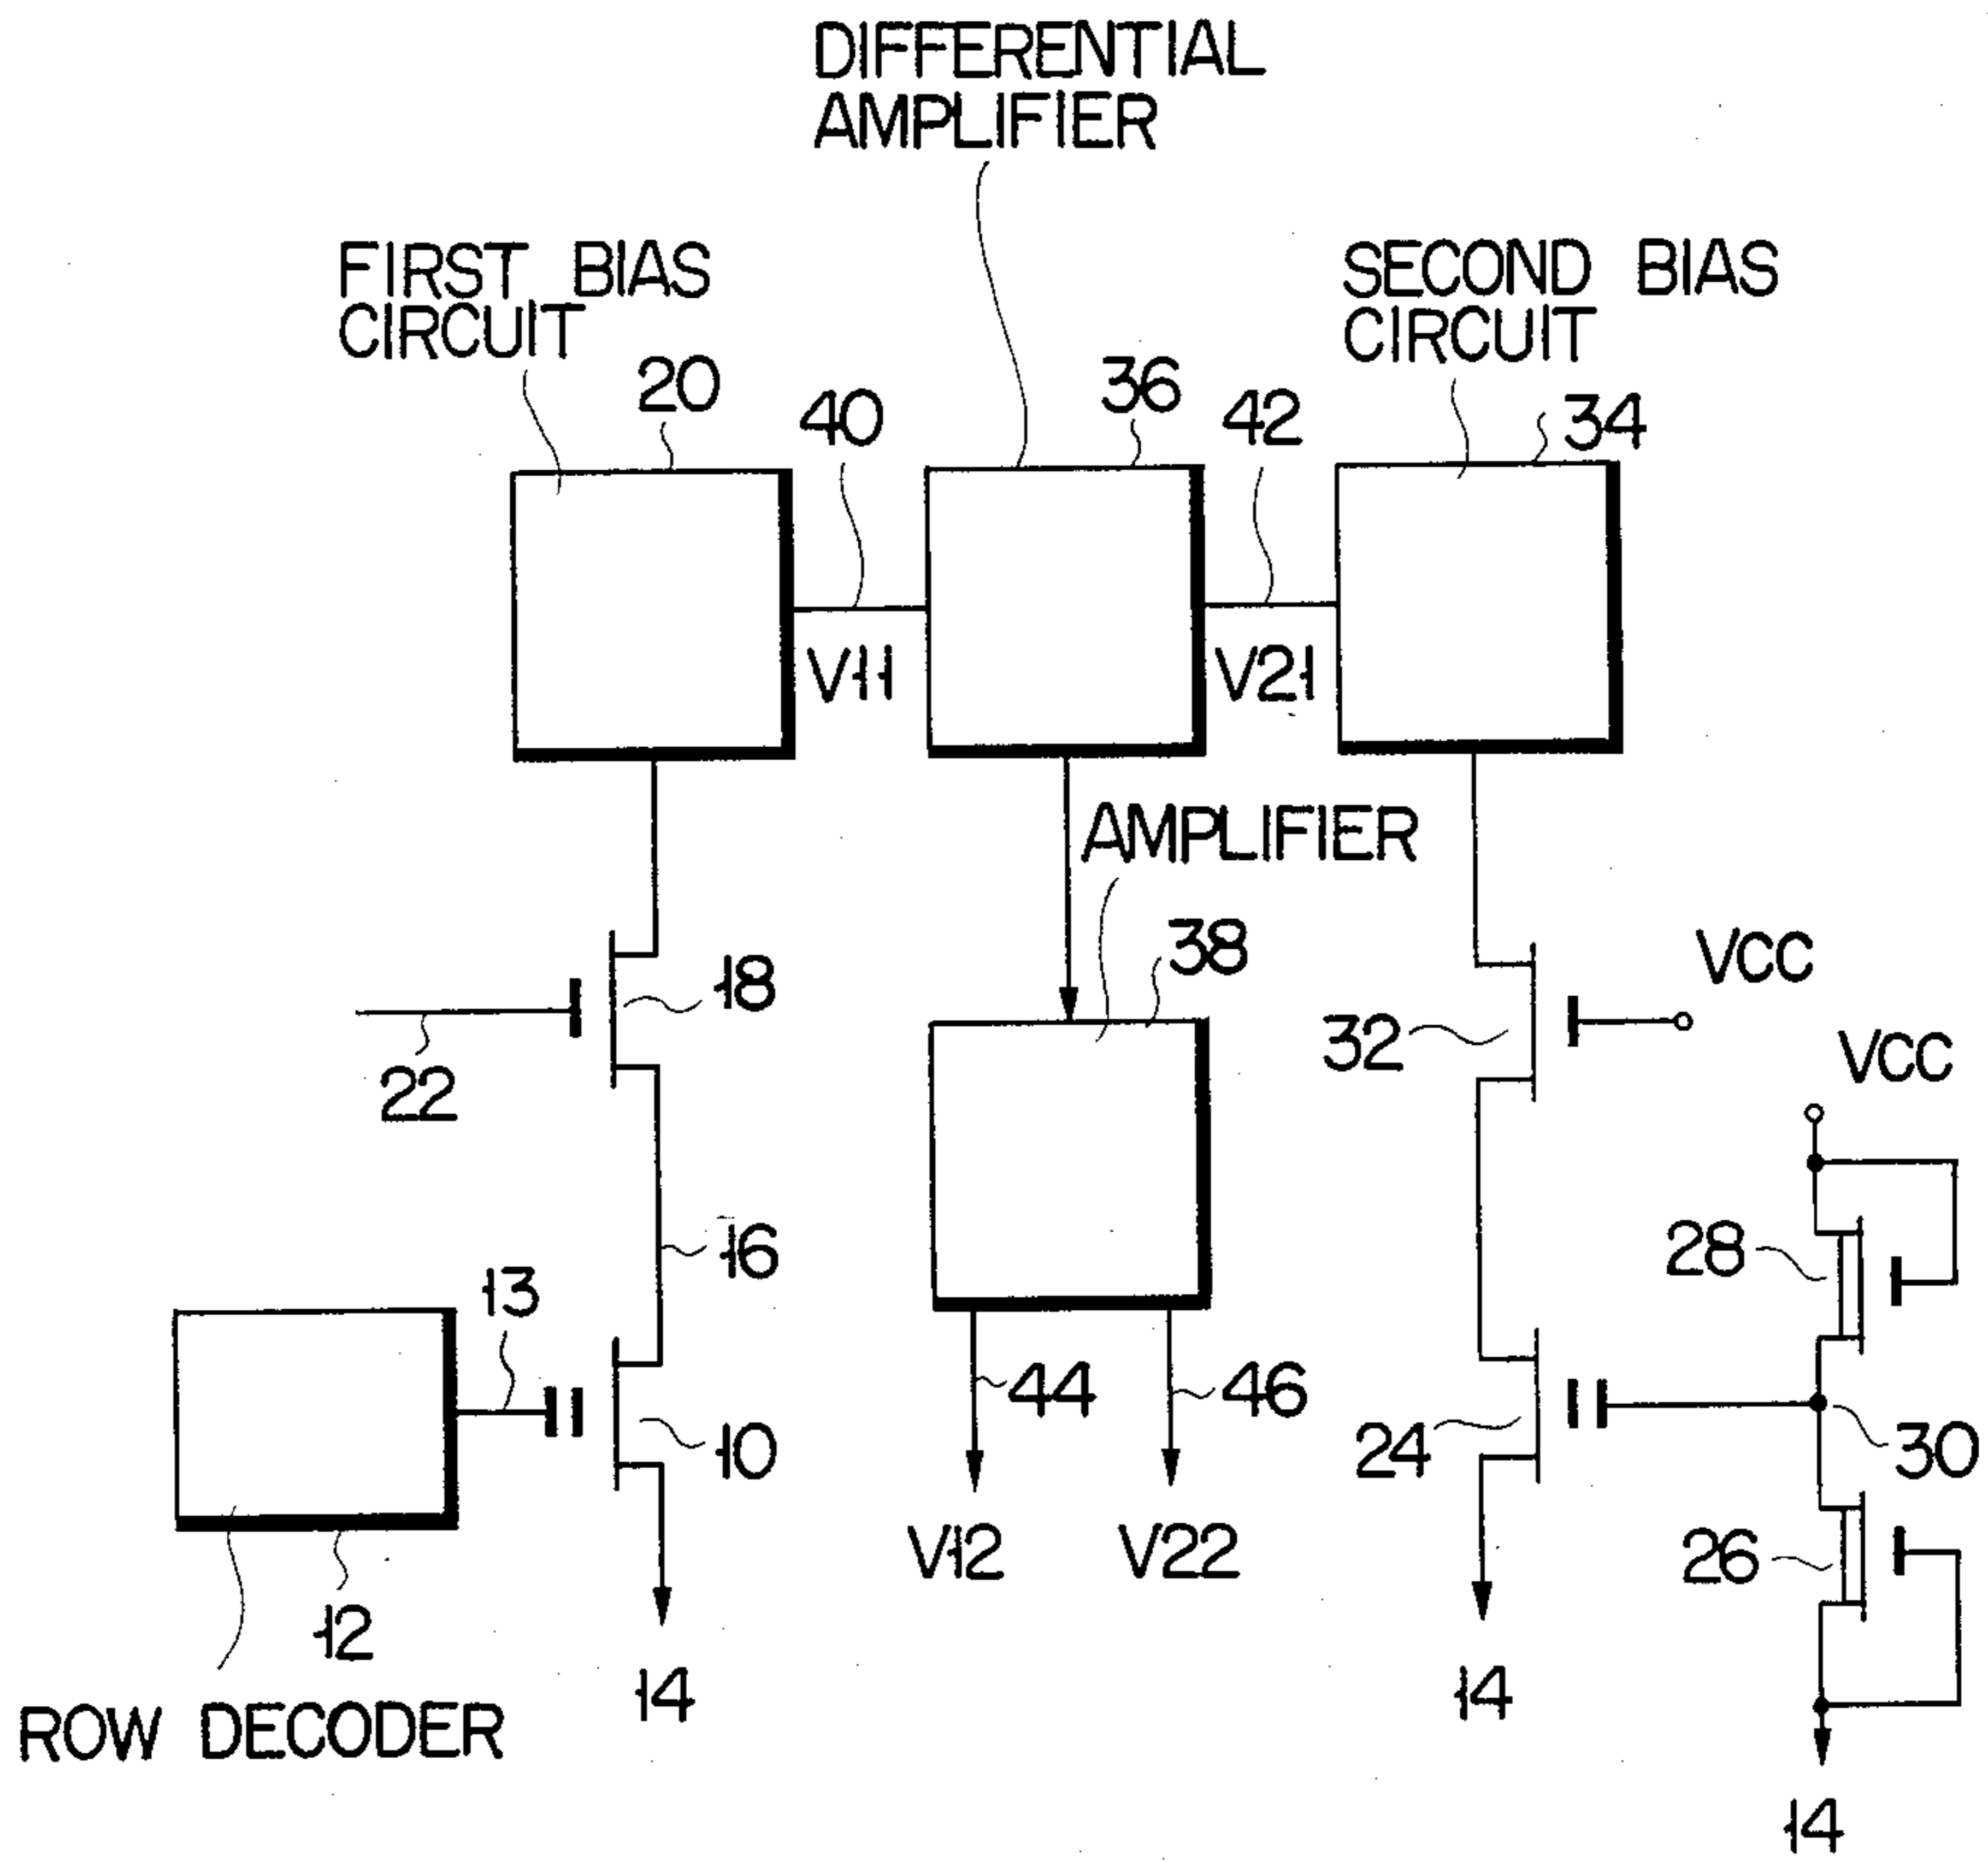 DIFFERENTIAL
AMPLIFIER
FIRST BIAS
CIRCUIT
SECOND BIAS
CIRCUIT
20
40
36
42
34
V11
V21
AMPLIFIER
38
18
22
32
VCC
VCC
16
13
28
44
46
10
24
30
V12
V22
26
12
14
14
ROW DECODER
14